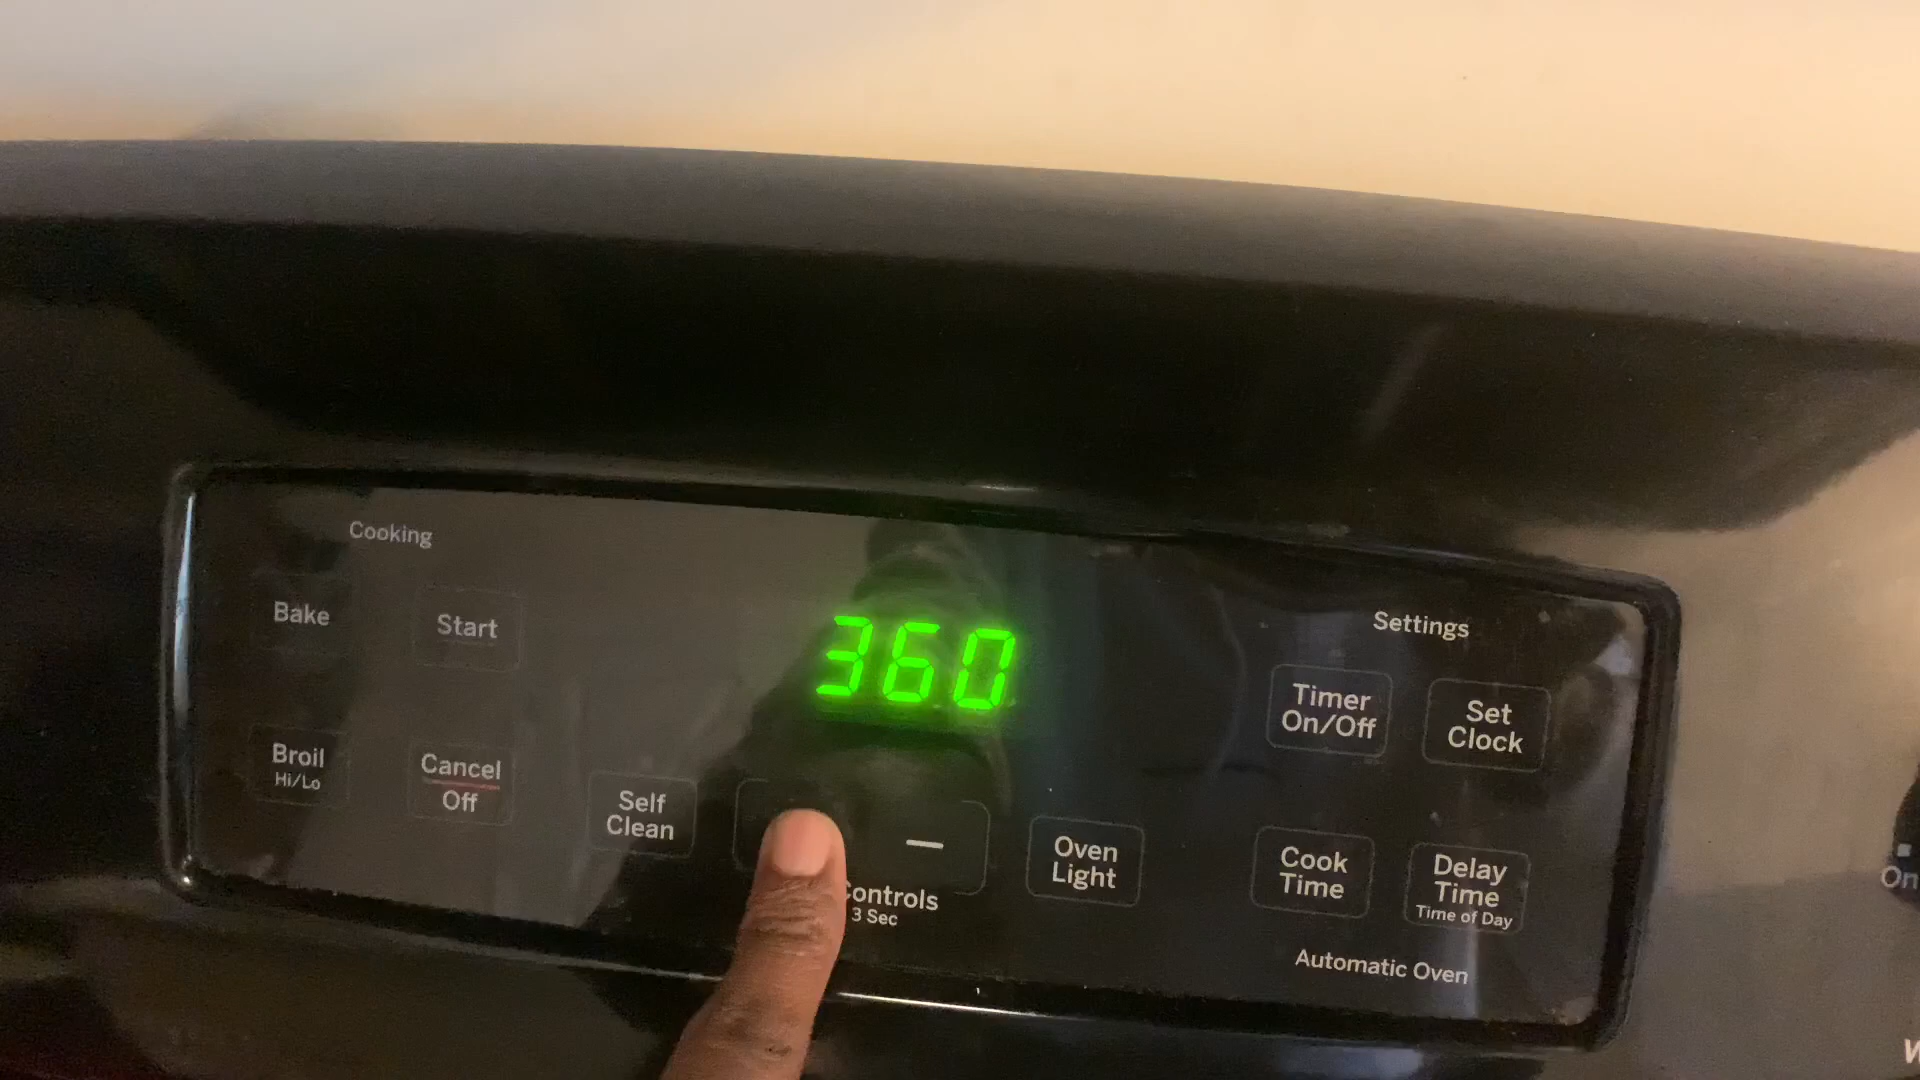 Cooking
Bake
Start
360
Settings
Timer
On/Off
Set
Clock
Broil
Hi/Lo
Cancel
Off
Self
Clean
—
Controls
3 Sec
Oven
Light
Cook
Time
Delay
Time
Time of Day
Automatic Oven
On